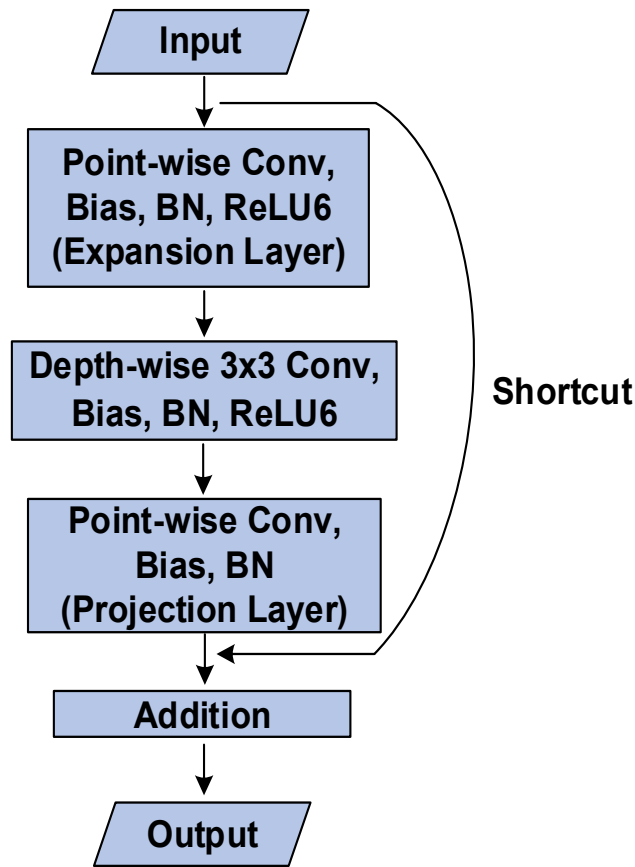 Input
Point-wise Conv,
Bias, BN, ReLU6
(Expansion Layer)
Depth-wise 3x3 Conv,
Bias, BN, ReLU6
Shortcut
Point-wise Conv,
Bias, BN
(Projection Layer)
Addition
Output